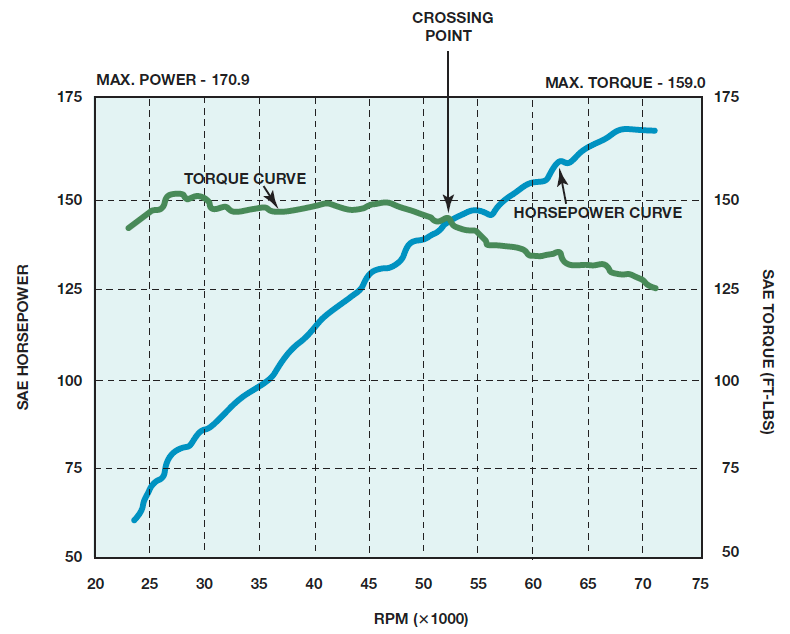 CROSSING
POINT
MAX. POWER - 170.9
MAX. TORQUE - 159.0
175
175
TORQUE CURVE
150
150
HORSEPOWER CURVE
125
125
SAE HORSEPOWER
SAE TORQUE (FT-LBS)
100
100
75
75
50
50
20 25 30 35 40 45 50 55 60 65 70 75
RPM (×1000)